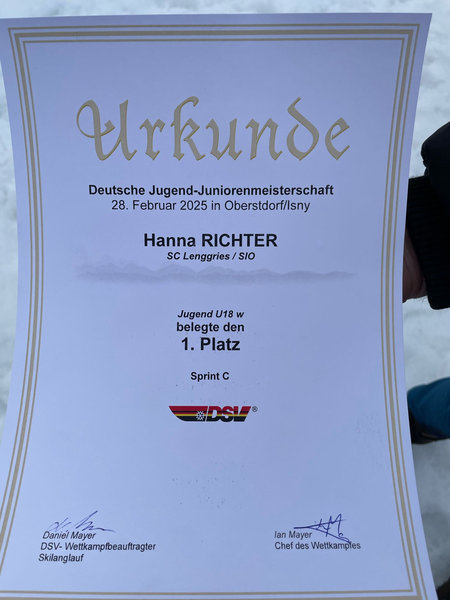 Urkunde
Deutsche Jugend-Juniorenmeisterschaft
28. Februar 2025 in Oberstdorf/Isny
Hanna RICHTER
SC Lenggries / SIO
Jugend U18 w
belegte den
1. Platz
Sprint C
DSV®
Daniel Mayer
DSV- Wettkampfbeauftragter
Skilanglauf
Ian Mayer
Chef des Wettkampfes